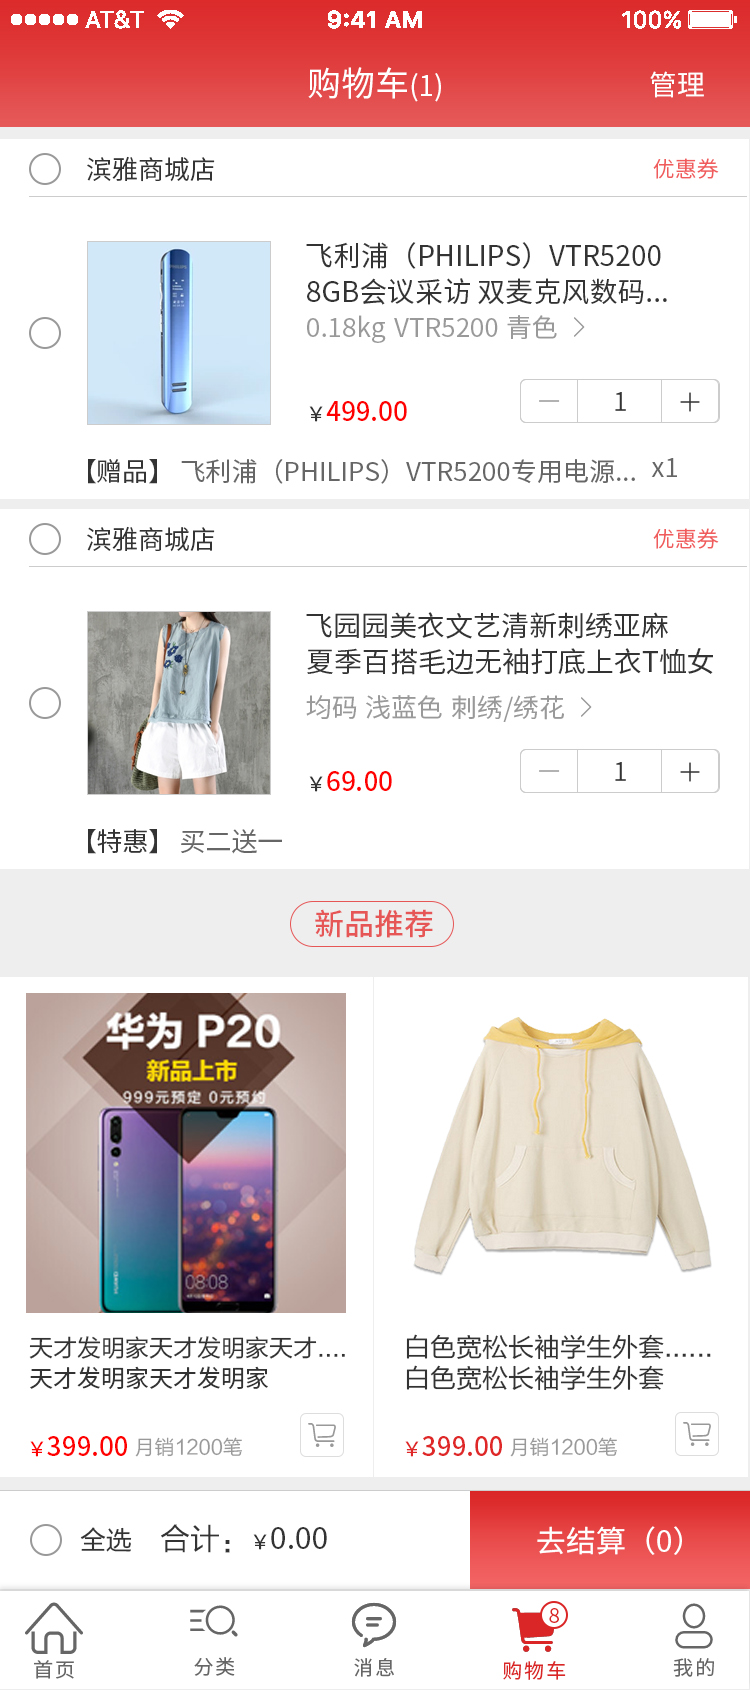 AT&T 9:41 AM 100%
购物车(1) 管理
滨雅商城店 优惠券
飞利浦（PHILIPS）VTR5200
8GB会议采访 双麦克风数码...
0.18kg VTR5200 青色
¥499.00 1
【赠品】 飞利浦（PHILIPS）VTR5200专用电源... x1
滨雅商城店 优惠券
飞园园美衣文艺清新刺绣亚麻
夏季百搭毛边无袖打底上衣T恤女
均码 浅蓝色 刺绣/绣花
¥69.00 1
【特惠】 买二送一
新品推荐
华为 P20
新品上市
999元预定 0元预约
08:08
天才发明家天才发明家天才....
天才发明家天才发明家
¥399.00 月销1200笔
白色宽松长袖学生外套......
白色宽松长袖学生外套
¥399.00 月销1200笔
全选 合计：¥0.00 去结算（0）
8
首页 分类 消息 购物车 我的